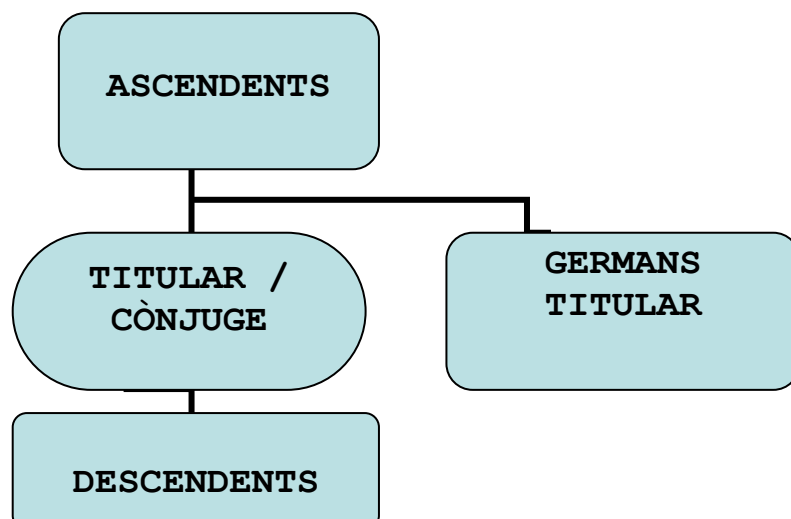 ASCENDENTS
TITULAR /
CÒNJUGE
GERMANS
TITULAR
DESCENDENTS